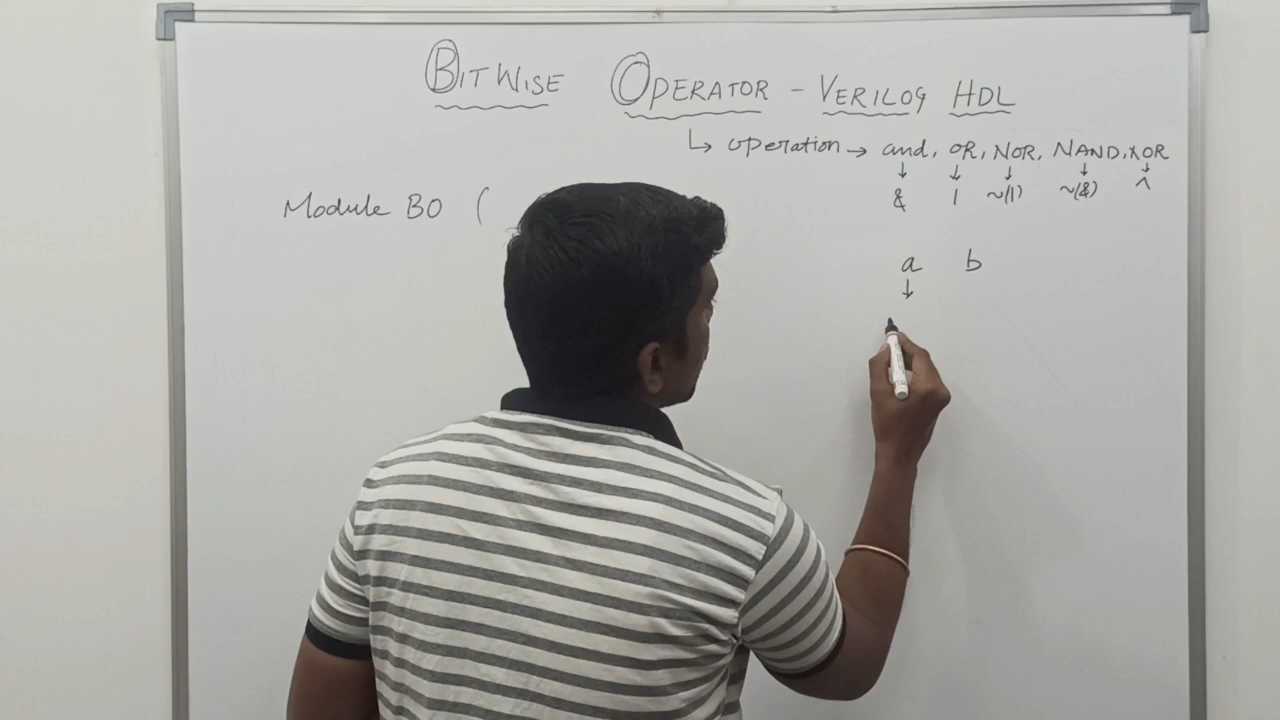 BITWISE OPERATOR - VERILOG HDL
↳ operation → and, OR, NOR, NAND, XOR
↓ ↓ ↓ ↓ ↓
& | ~(|) ~(&) ^
Module BO (
a b
↓